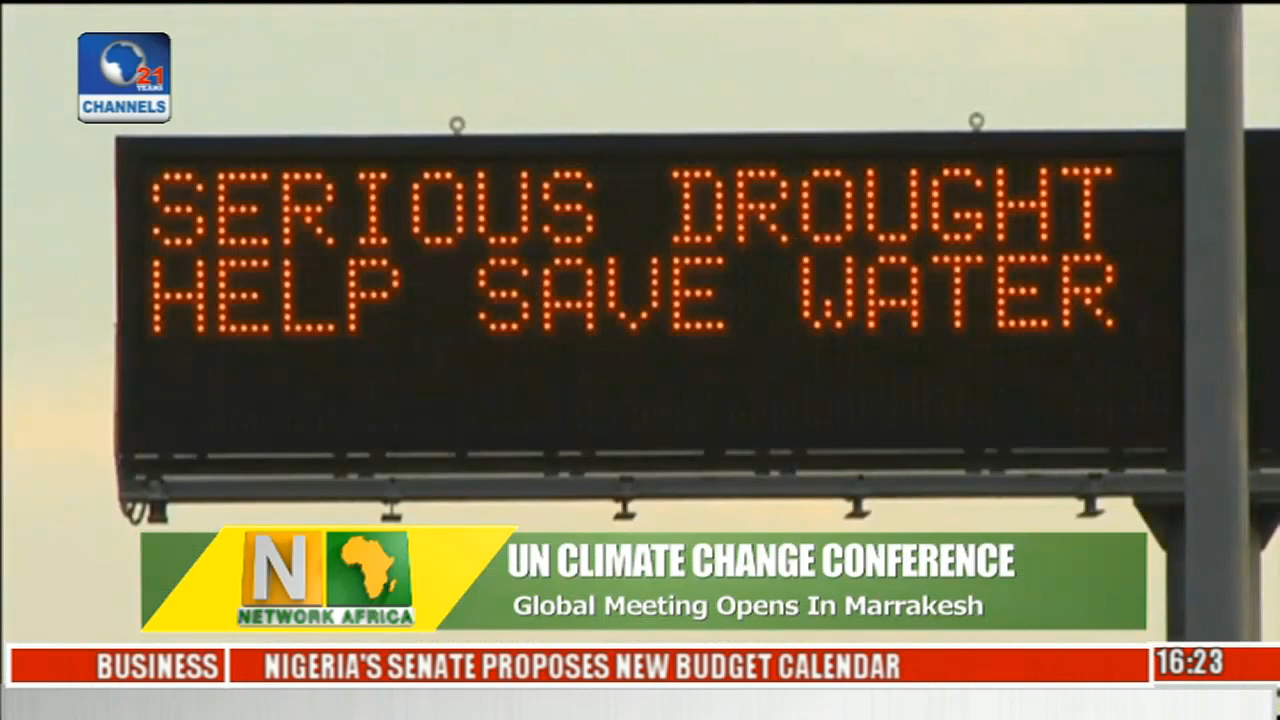 21
YEARS
CHANNELS
SERIOUS DROUGHT
HELP SAVE WATER
N
NETWORK AFRICA
UN CLIMATE CHANGE CONFERENCE
Global Meeting Opens In Marrakesh
BUSINESS
NIGERIA'S SENATE PROPOSES NEW BUDGET CALENDAR
16:23